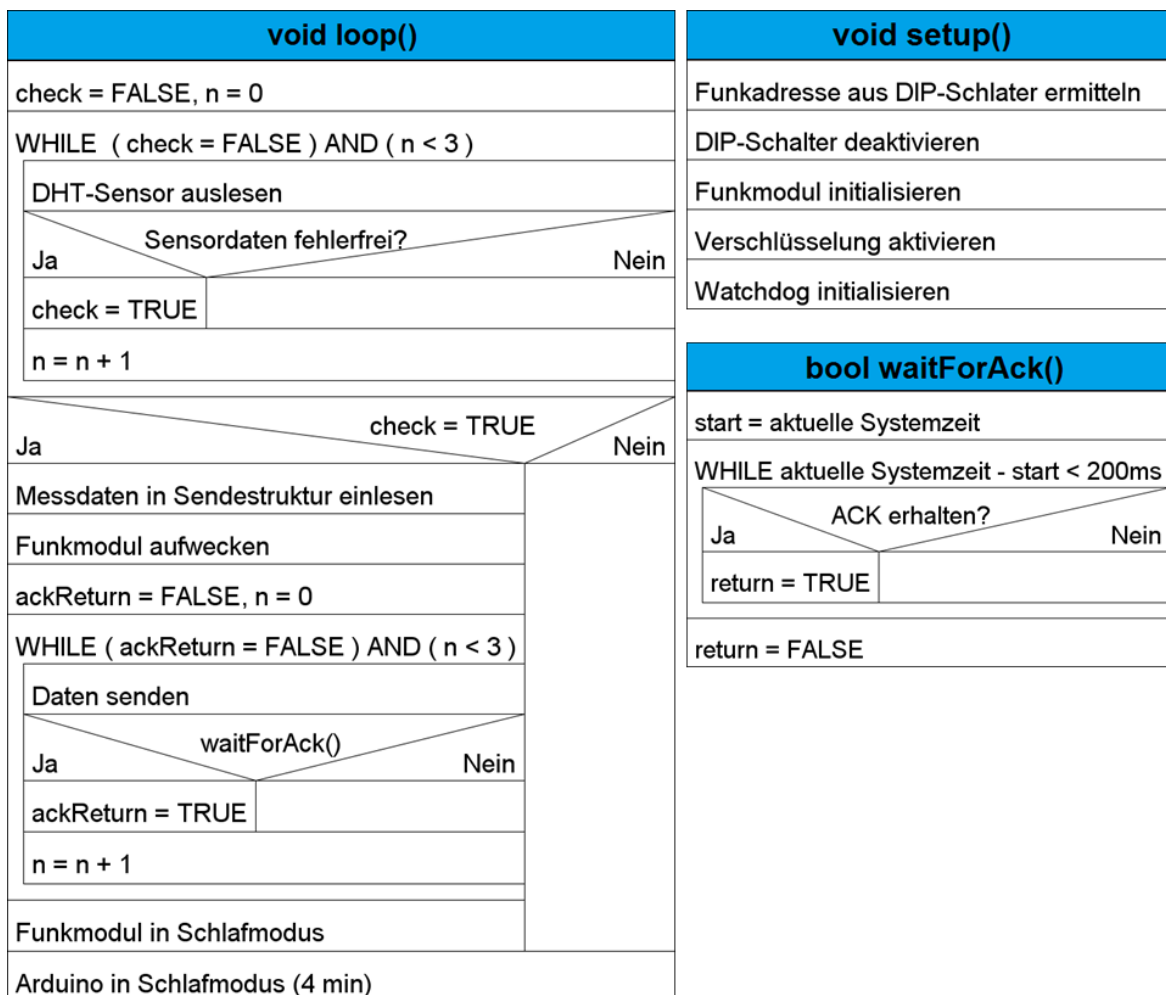 void loop()
check = FALSE, n = 0
WHILE ( check = FALSE ) AND ( n < 3 )
DHT-Sensor auslesen
Sensordaten fehlerfrei?
Ja
Nein
check = TRUE
n = n + 1
check = TRUE
Ja
Nein
Messdaten in Sendestruktur einlesen
Funkmodul aufwecken
ackReturn = FALSE, n = 0
WHILE ( ackReturn = FALSE ) AND ( n < 3 )
Daten senden
waitForAck()
Ja
Nein
ackReturn = TRUE
n = n + 1
Funkmodul in Schlafmodus
Arduino in Schlafmodus (4 min)
void setup()
Funkadresse aus DIP-Schlater ermitteln
DIP-Schalter deaktivieren
Funkmodul initialisieren
Verschlüsselung aktivieren
Watchdog initialisieren
bool waitForAck()
start = aktuelle Systemzeit
WHILE aktuelle Systemzeit - start < 200ms
ACK erhalten?
Ja
Nein
return = TRUE
return = FALSE